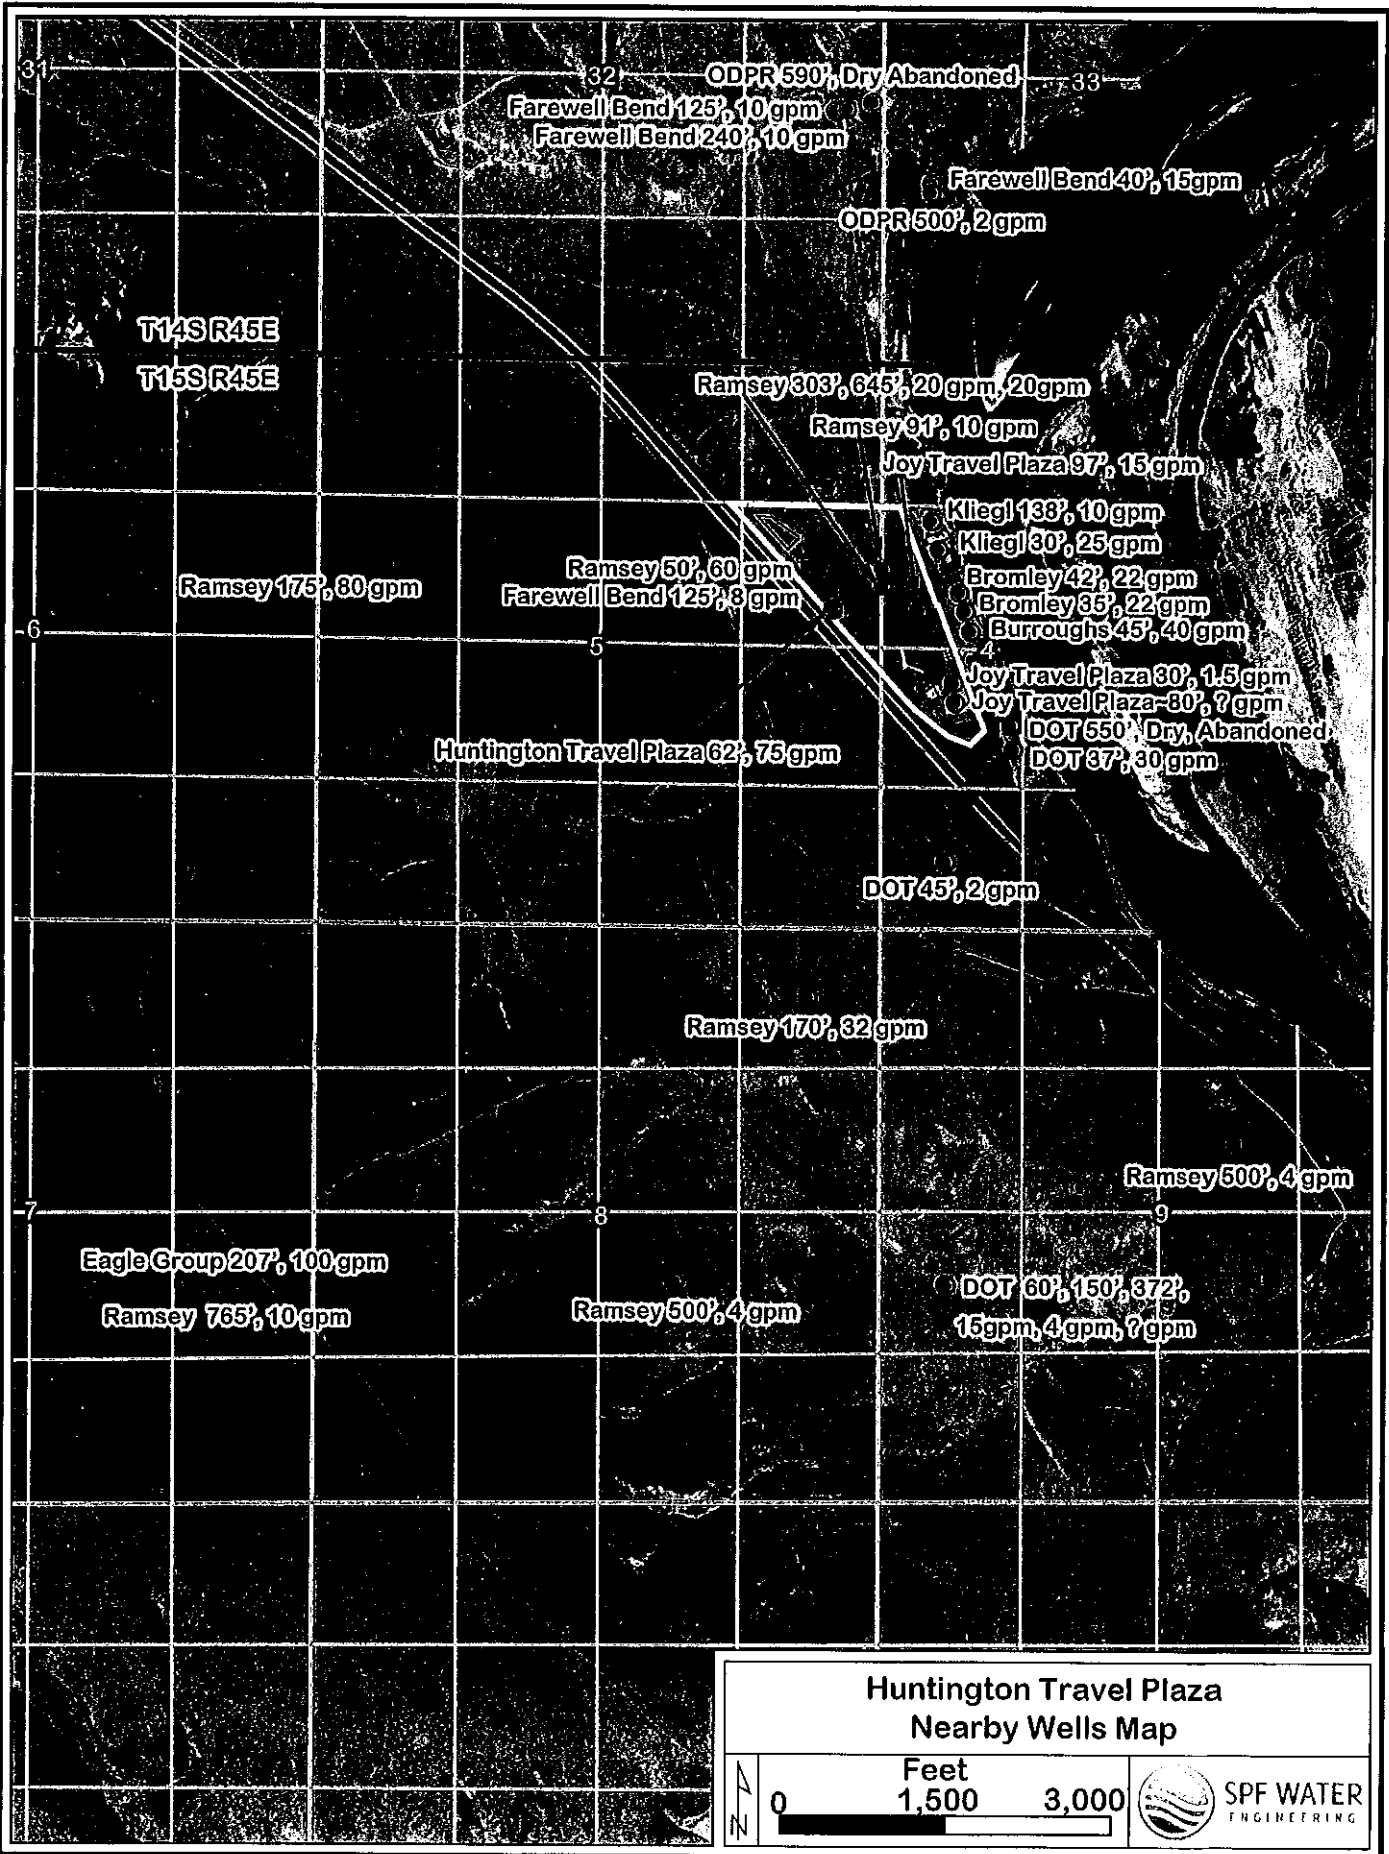 31
32
ODPR 590', Dry Abandoned
33
Farewell Bend 125', 10 gpm
Farewell Bend 240', 10 gpm
Farewell Bend 40', 15gpm
ODPR 500', 2 gpm
T14S R45E
T15S R45E
Ramsey 303', 645', 20 gpm, 20gpm
Ramsey 91', 10 gpm
Joy Travel Plaza 97', 15 gpm
Kliegl 138', 10 gpm
Kliegl 30', 25 gpm
Ramsey 50', 60 gpm
Bromley 42', 22 gpm
Ramsey 175', 80 gpm
Farewell Bend 125', 8 gpm
Bromley 35', 22 gpm
6
5
Burroughs 45', 40 gpm
4
Joy Travel Plaza 30', 1.5 gpm
Joy Travel Plaza~80', ? gpm
DOT 550', Dry, Abandoned
Huntington Travel Plaza 62', 75 gpm
DOT 37', 30 gpm
DOT 45', 2 gpm
Ramsey 170', 32 gpm
Ramsey 500', 4 gpm
7
8
9
Eagle Group 207', 100 gpm
DOT 60', 150', 372',
Ramsey 765', 10 gpm
Ramsey 500', 4 gpm
15gpm, 4 gpm, ? gpm
Huntington Travel Plaza
Nearby Wells Map
N
Feet
0 1,500 3,000
SPF WATER
ENGINEERING